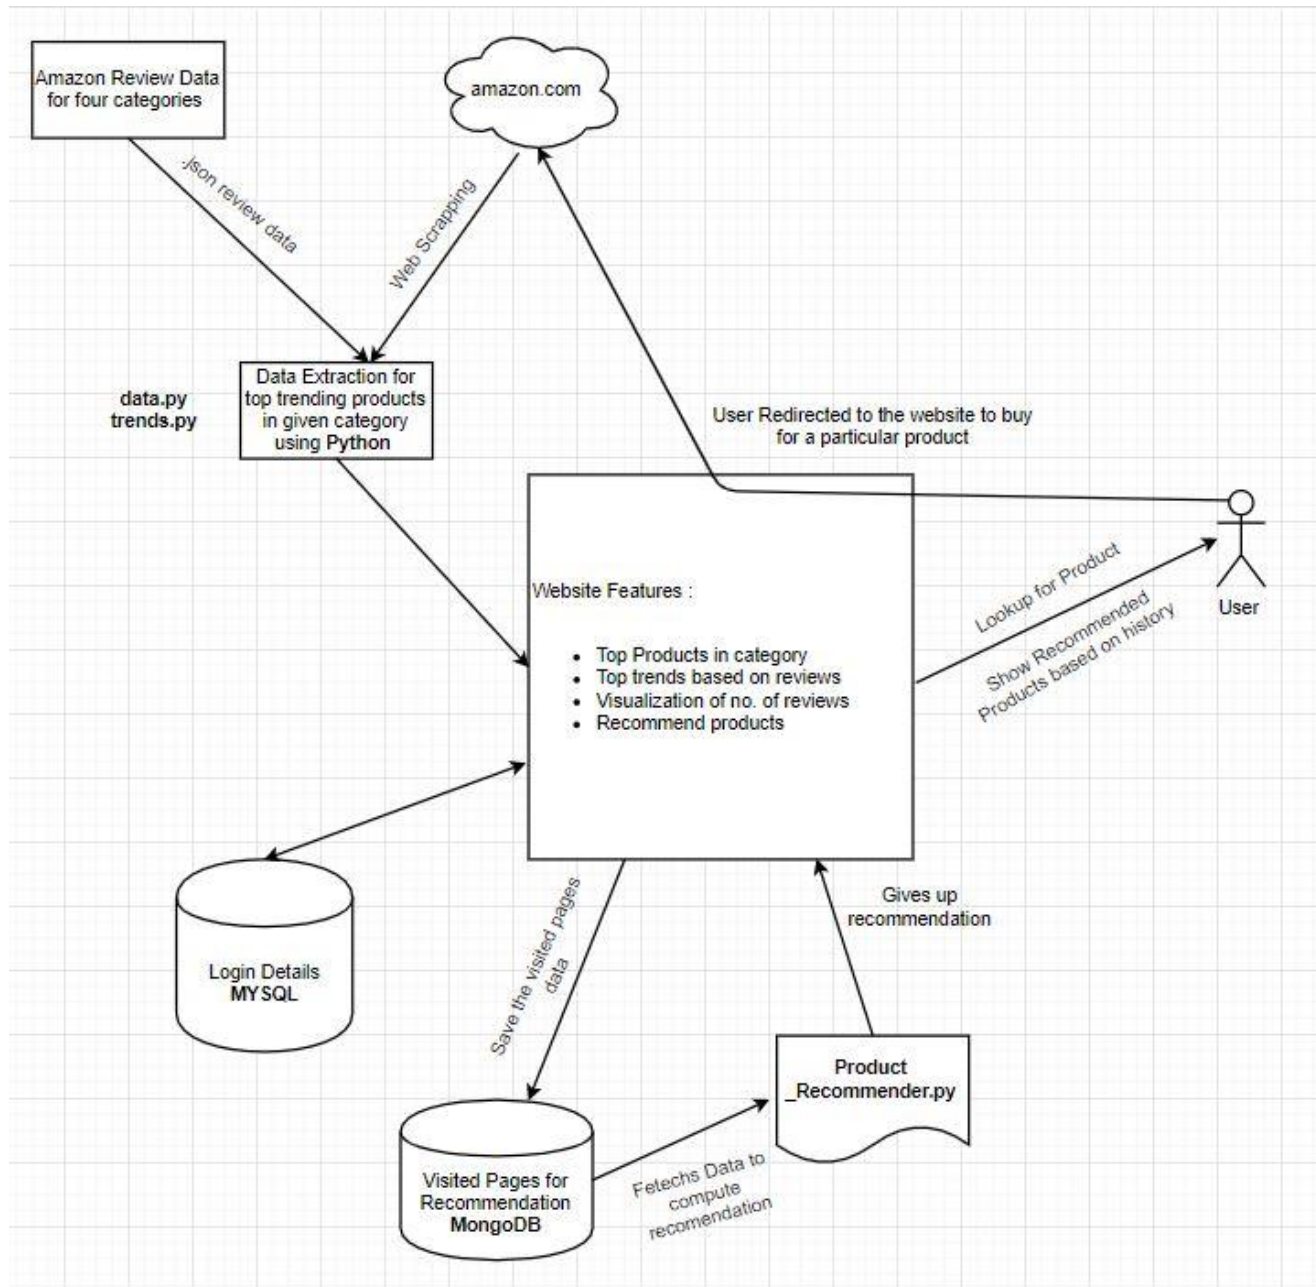 Amazon Review Data
for four categories
amazon.com
.json review data
Web Scrapping
data.py
trends.py
Data Extraction for
top trending products
in given category
using Python
User Redirected to the website to buy
for a particular product
Website Features :
• Top Products in category
• Top trends based on reviews
• Visualization of no. of reviews
• Recommend products
Lookup for Product
Show Recommended
Products based on history
User
Login Details
MYSQL
Save the visited pages
data
Gives up
recommendation
Product
_Recommender.py
Visited Pages for
Recommendation
MongoDB
Fetechs Data to
compute
recomendation